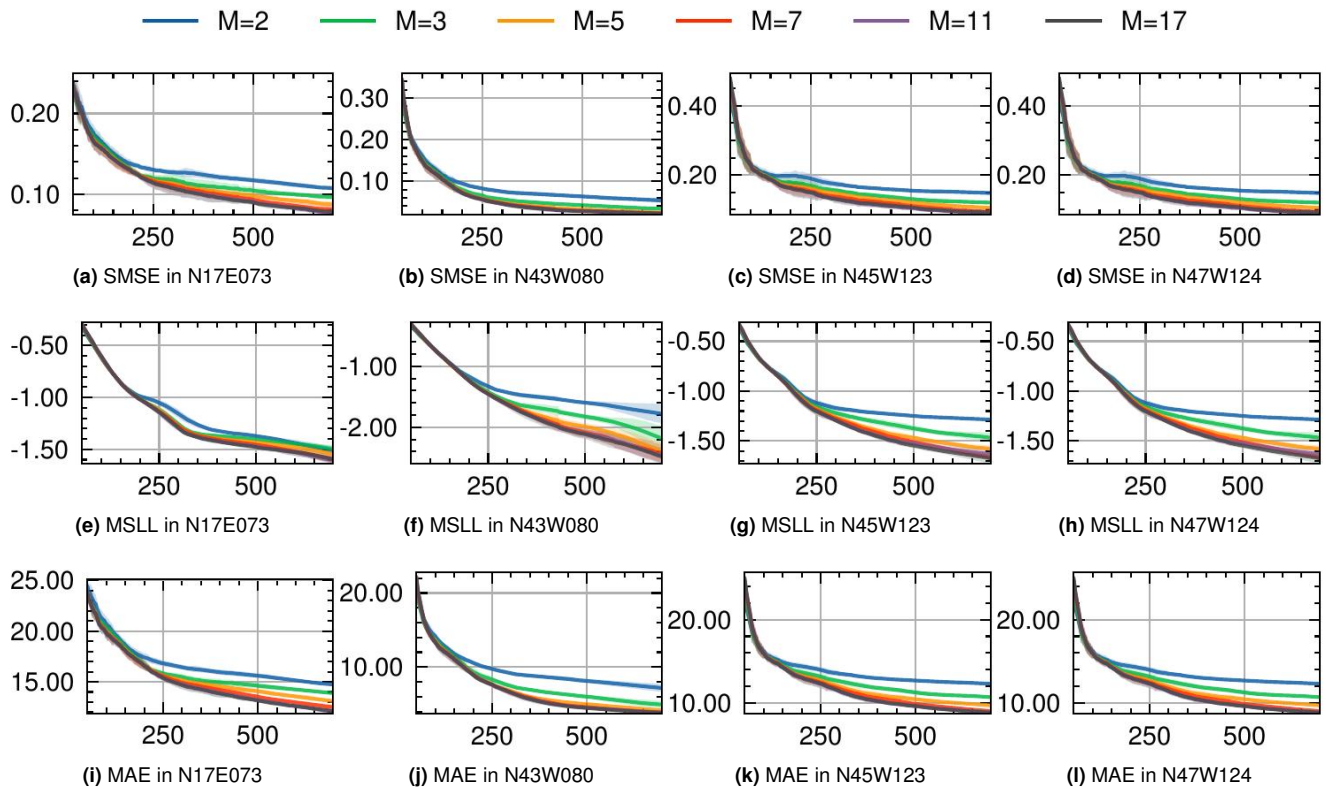 M=2 M=3 M=5 M=7 M=11 M=17
0.20 0.10 250 500
0.30 0.20 0.10 250 500
0.40 0.20 250 500
0.40 0.20 250 500
(a) SMSE in N17E073 (b) SMSE in N43W080 (c) SMSE in N45W123 (d) SMSE in N47W124
-0.50 -1.00 -1.50 250 500
-1.00 -2.00 250 500
-0.50 -1.00 -1.50 250 500
-0.50 -1.00 -1.50 250 500
(e) MSLL in N17E073 (f) MSLL in N43W080 (g) MSLL in N45W123 (h) MSLL in N47W124
25.00 20.00 15.00 250 500
20.00 10.00 250 500
20.00 10.00 250 500
20.00 10.00 250 500
(i) MAE in N17E073 (j) MAE in N43W080 (k) MAE in N45W123 (l) MAE in N47W124